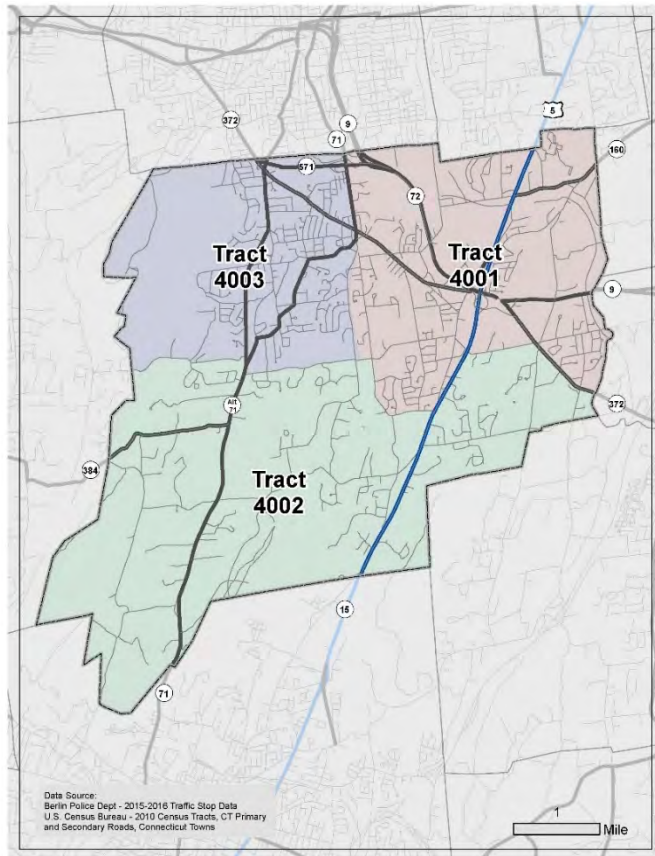 5
372
9
71
571
160
72
Tract
4003
Tract
4001
9
Alt
71
372
384
Tract
4002
15
71
Data Source:
Berlin Police Dept - 2015-2016 Traffic Stop Data
U.S. Census Bureau - 2010 Census Tracts, CT Primary
and Secondary Roads, Connecticut Towns
1
Mile